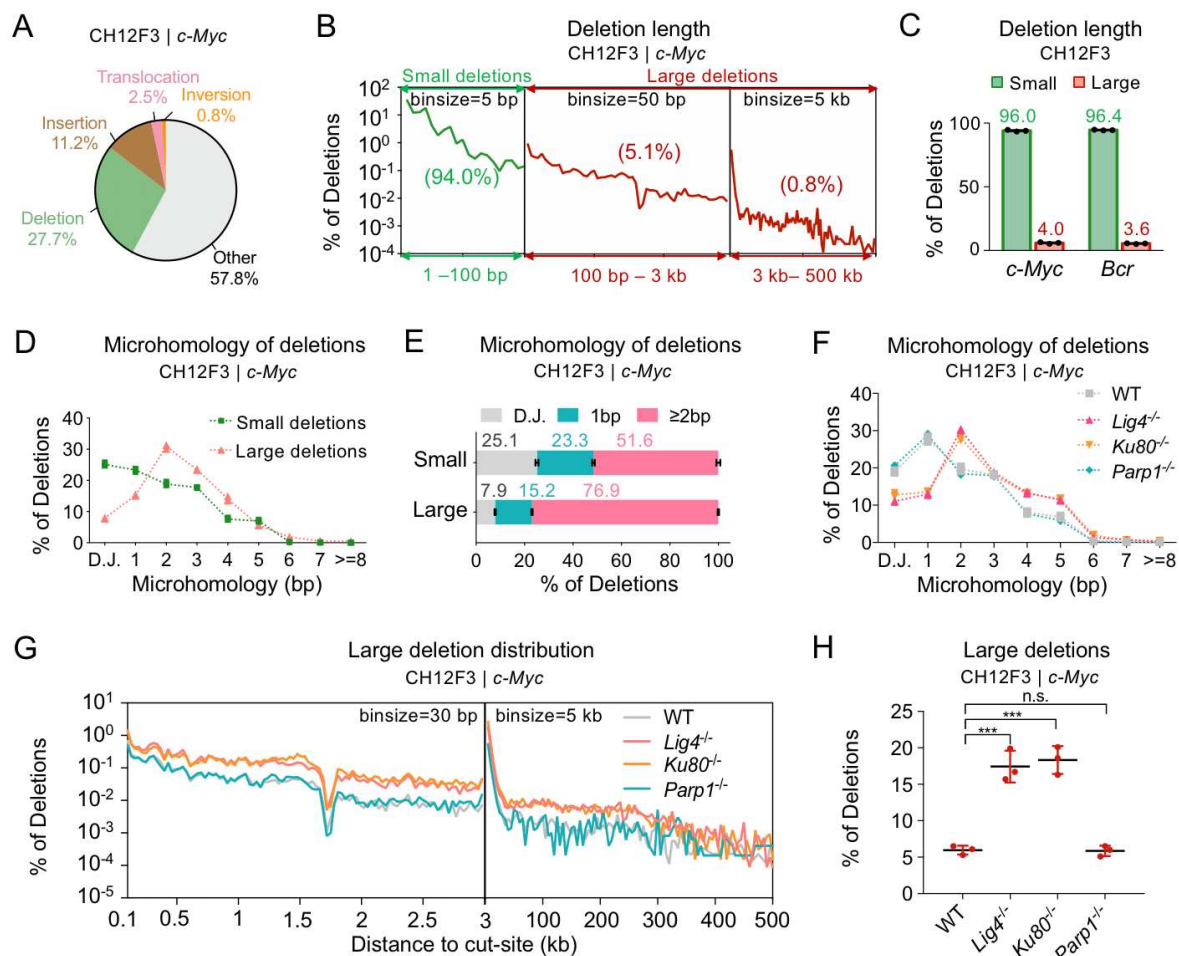 A
CH12F3 | c-Myc
Translocation
2.5%
Inversion
0.8%
Insertion
11.2%
Deletion
27.7%
Other
57.8%
B
Deletion length
CH12F3 | c-Myc
Small deletions
Large deletions
binsize=5 bp
binsize=50 bp
binsize=5 kb
% of Deletions
10²
10¹
10⁰
10⁻¹
10⁻²
10⁻³
10⁻⁴
(94.0%)
(5.1%)
(0.8%)
1 –100 bp
100 bp – 3 kb
3 kb– 500 kb
C
Deletion length
CH12F3
Small
Large
% of Deletions
100
50
0
96.0
4.0
96.4
3.6
c-Myc
Bcr
D
Microhomology of deletions
CH12F3 | c-Myc
Small deletions
Large deletions
% of Deletions
40
30
20
10
0
D.J. 1 2 3 4 5 6 7 >=8
Microhomology (bp)
E
Microhomology of deletions
CH12F3 | c-Myc
D.J. 1bp ≥2bp
25.1 23.3 51.6
Small
7.9 15.2 76.9
Large
0 20 40 60 80 100
% of Deletions
F
Microhomology of deletions
CH12F3 | c-Myc
WT
Lig4⁻/⁻
Ku80⁻/⁻
Parp1⁻/⁻
% of Deletions
40
30
20
10
0
D.J. 1 2 3 4 5 6 7 >=8
Microhomology (bp)
G
Large deletion distribution
CH12F3 | c-Myc
binsize=30 bp
binsize=5 kb
WT
Lig4⁻/⁻
Ku80⁻/⁻
Parp1⁻/⁻
% of Deletions
10¹
10⁰
10⁻¹
10⁻²
10⁻³
10⁻⁴
10⁻⁵
0.1 0.5 1 1.5 2 2.5 3 100 200 300 400 500
Distance to cut-site (kb)
H
Large deletions
CH12F3 | c-Myc
n.s.
***
***
% of Deletions
25
20
15
10
5
0
WT
Lig4⁻/⁻
Ku80⁻/⁻
Parp1⁻/⁻